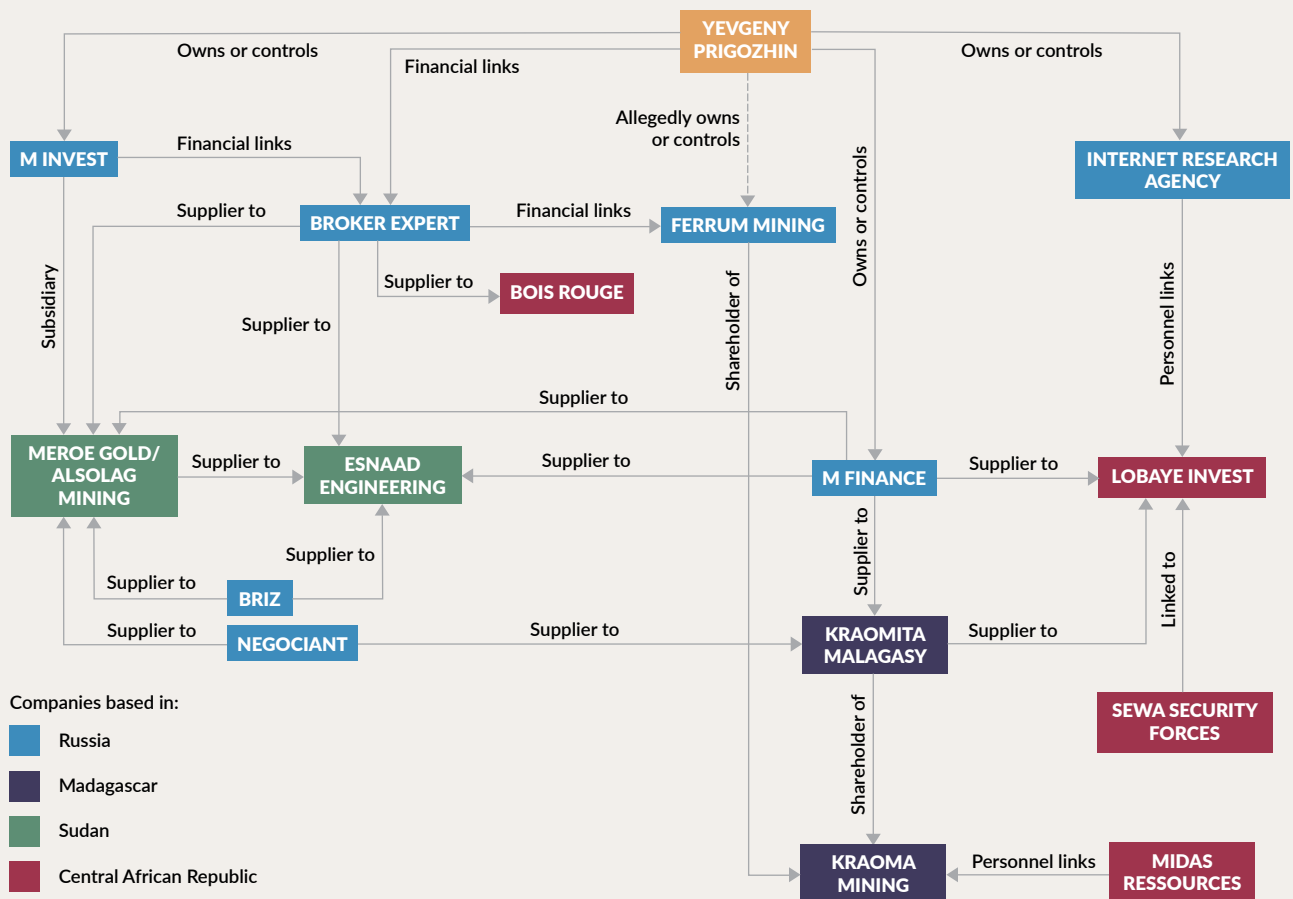 YEVGENY
PRIGOZHIN
Owns or controls
Financial links
Owns or controls
Allegedly owns
or controls
M INVEST
Financial links
INTERNET RESEARCH
AGENCY
Owns or controls
Supplier to
BROKER EXPERT
Financial links
FERRUM MINING
Subsidiary
Supplier to
BOIS ROUGE
Supplier to
Shareholder of
Personnel links
Supplier to
MEROE GOLD/
ALSOLAG
MINING
Supplier to
ESNAAD
ENGINEERING
Supplier to
M FINANCE
Supplier to
LOBAYE INVEST
Supplier to
Supplier to
Linked to
Supplier to
BRIZ
Supplier to
NEGOCIANT
Supplier to
KRAOMITA
MALAGASY
Supplier to
Companies based in:
Russia
Madagascar
Sudan
Central African Republic
SEWA SECURITY
FORCES
Shareholder of
KRAOMA
MINING
Personnel links
MIDAS
RESSOURCES